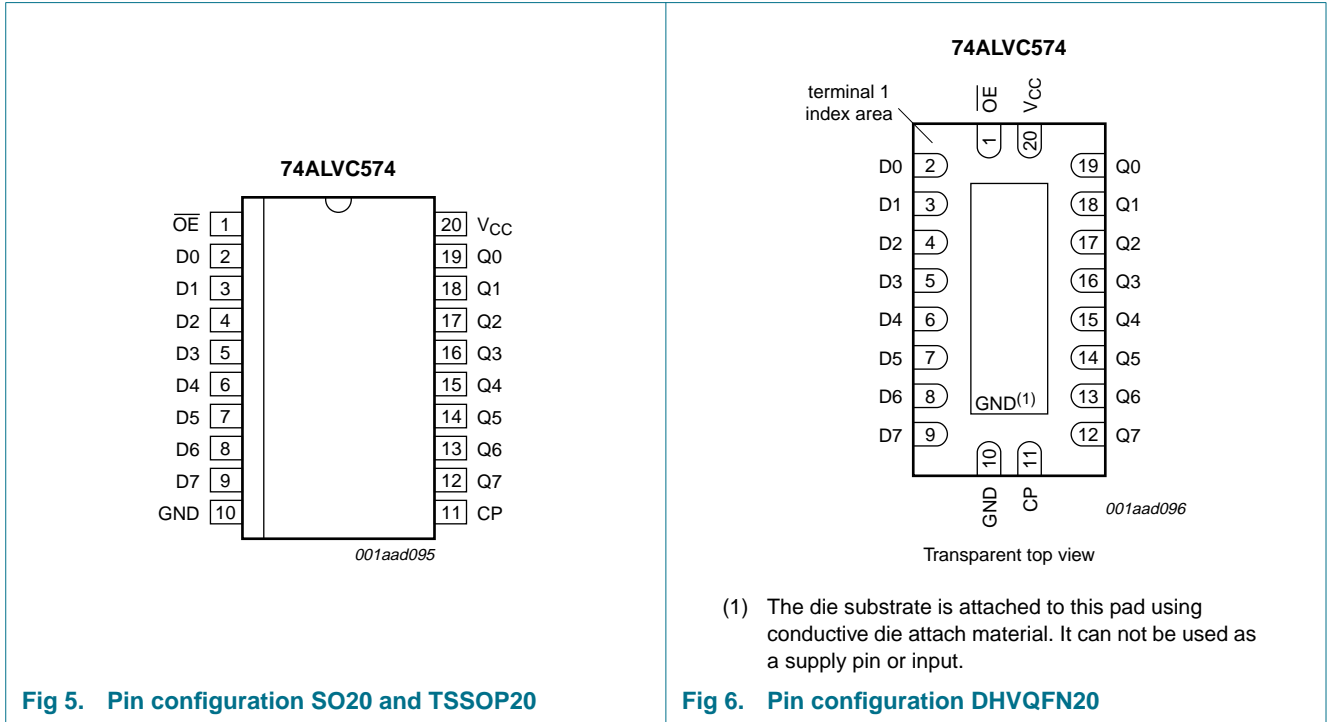 74ALVC574
OE 1 20 VCC
D0 2 19 Q0
D1 3 18 Q1
D2 4 17 Q2
D3 5 16 Q3
D4 6 15 Q4
D5 7 14 Q5
D6 8 13 Q6
D7 9 12 Q7
GND 10 11 CP
001aad095
Fig 5. Pin configuration SO20 and TSSOP20
74ALVC574
terminal 1
index area
OE VCC
1 20
D0 2 19 Q0
D1 3 18 Q1
D2 4 17 Q2
D3 5 16 Q3
D4 6 15 Q4
D5 7 14 Q5
D6 8 13 Q6
GND(1)
D7 9 12 Q7
10 11
GND CP
001aad096
Transparent top view
(1) The die substrate is attached to this pad using
conductive die attach material. It can not be used as
a supply pin or input.
Fig 6. Pin configuration DHVQFN20